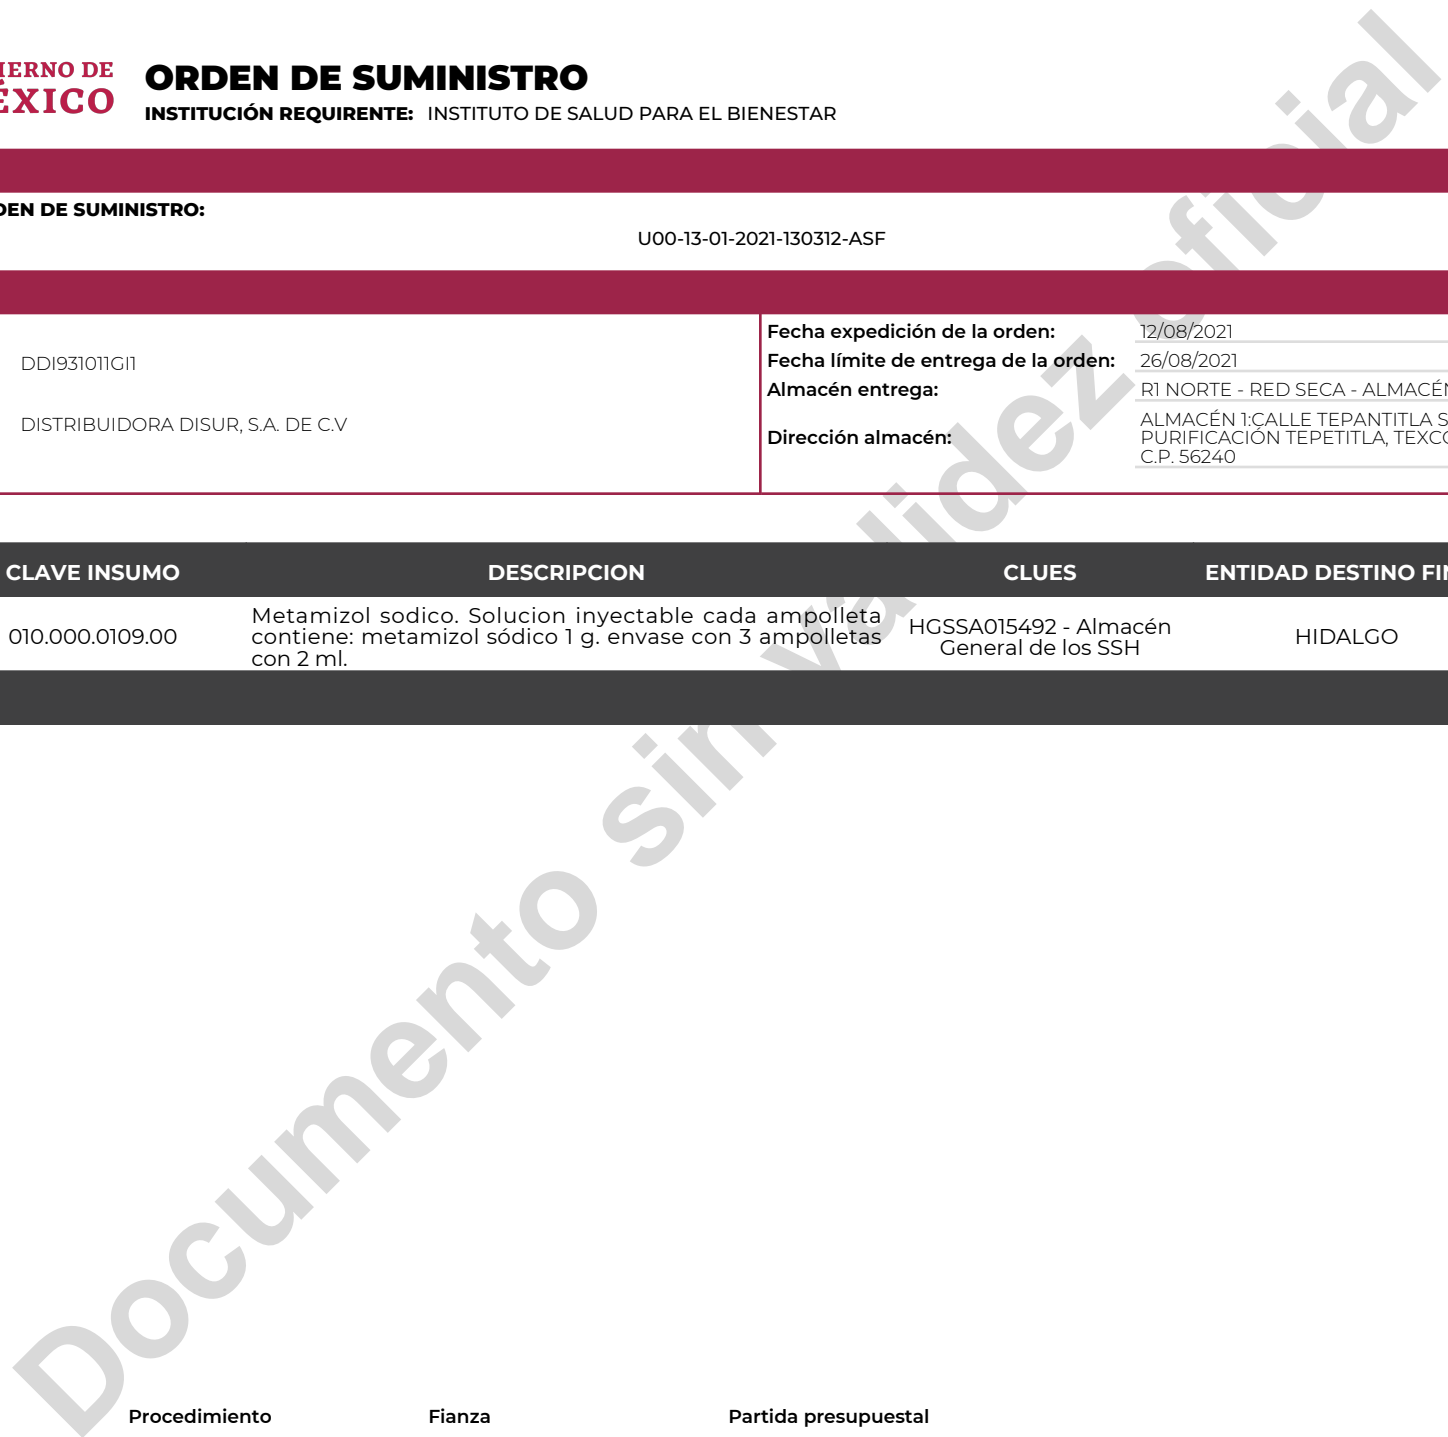 IERNO DE
ÉXICO
ORDEN DE SUMINISTRO
INSTITUCIÓN REQUIRENTE: INSTITUTO DE SALUD PARA EL BIENESTAR
DEN DE SUMINISTRO:
U00-13-01-2021-130312-ASF
DDI931011GI1
DISTRIBUIDORA DISUR, S.A. DE C.V
Fecha expedición de la orden: 12/08/2021
Fecha límite de entrega de la orden: 26/08/2021
Almacén entrega: R1 NORTE - RED SECA - ALMACÉN
Dirección almacén: ALMACÉN 1:CALLE TEPANTITLA S
PURIFICACIÓN TEPETITLA, TEXCO
C.P. 56240
CLAVE INSUMO DESCRIPCION CLUES ENTIDAD DESTINO FIN
010.000.0109.00
Metamizol sodico. Solucion inyectable cada ampolleta
contiene: metamizol sódico 1 g. envase con 3 ampolletas
con 2 ml.
HGSSA015492 - Almacén
General de los SSH
HIDALGO
Documento sin validez oficial
Procedimiento Fianza Partida presupuestal